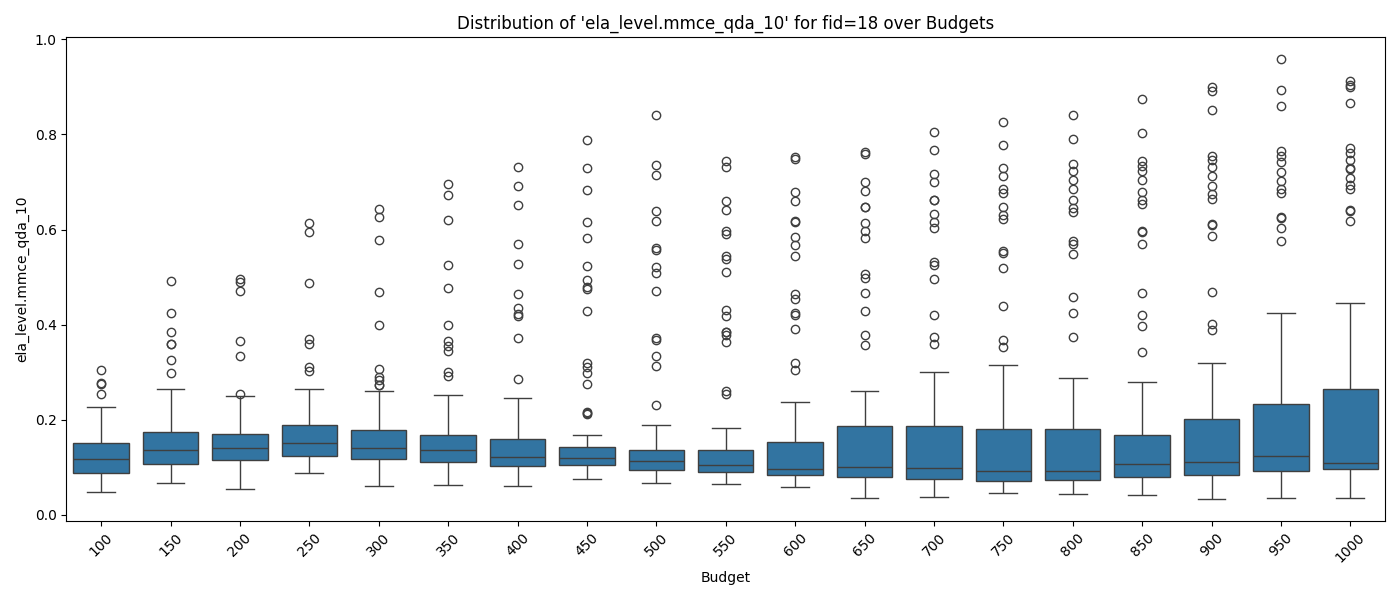 Distribution of 'ela_level.mmce_qda_10' for fid=18 over Budgets
ela_level.mmce_qda_10
1.0
0.8
0.6
0.4
0.2
0.0
100 150 200 250 300 350 400 450 500 550 600 650 700 750 800 850 900 950 1000
Budget